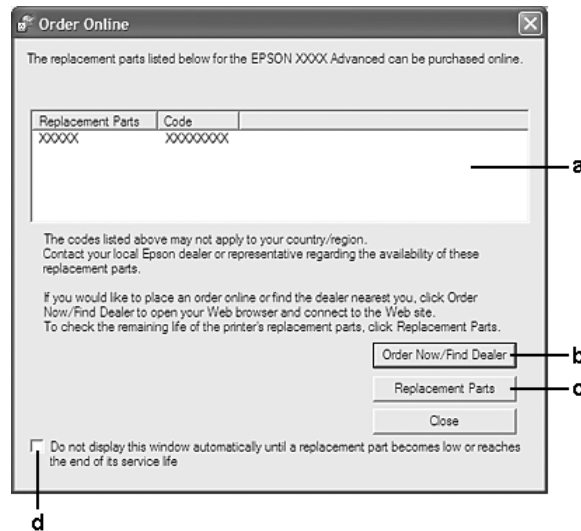 Order Online
The replacement parts listed below for the EPSON XXXX Advanced can be purchased online.
Replacement Parts Code
XXXXX XXXXXXXX
a
The codes listed above may not apply to your country/region.
Contact your local Epson dealer or representative regarding the availability of these
replacement parts.
If you would like to place an order online or find the dealer nearest you, click Order
Now/Find Dealer to open your Web browser and connect to the Web site.
To check the remaining life of the printer's replacement parts, click Replacement Parts.
Order Now/Find Dealer
b
Replacement Parts
c
Close
Do not display this window automatically until a replacement part becomes low or reaches
the end of its service life
d